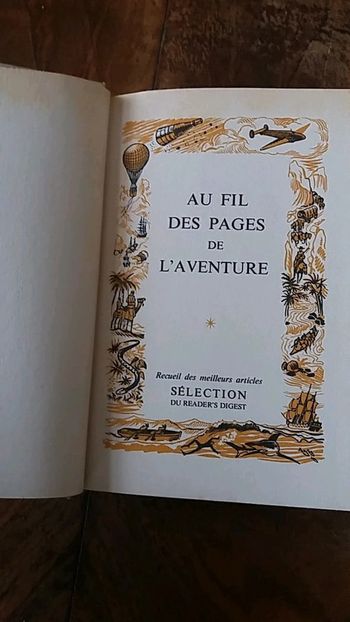 AU FIL
DES PAGES
DE
L'AVENTURE
Recueil des meilleurs articles
SÉLECTION
DU READER'S DIGEST